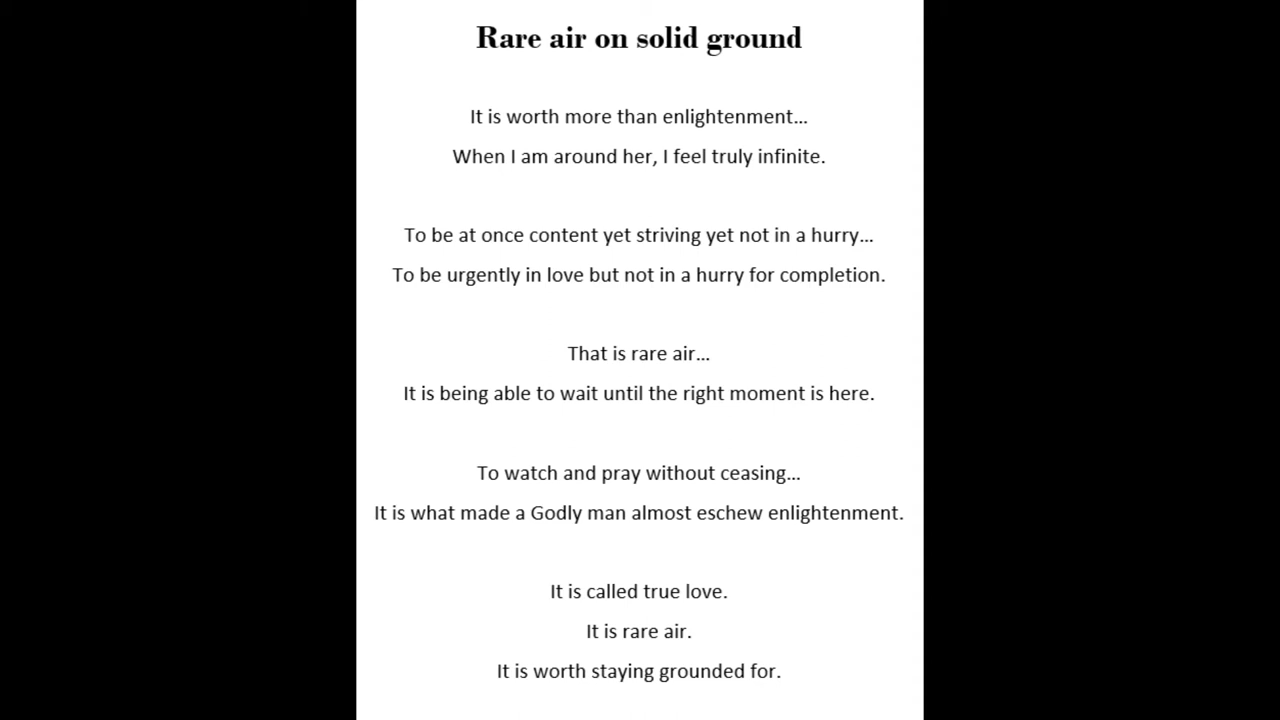 Rare air on solid ground
It is worth more than enlightenment...
When I am around her, I feel truly infinite.
To be at once content yet striving yet not in a hurry...
To be urgently in love but not in a hurry for completion.
That is rare air...
It is being able to wait until the right moment is here.
To watch and pray without ceasing...
It is what made a Godly man almost eschew enlightenment.
It is called true love.
It is rare air.
It is worth staying grounded for.